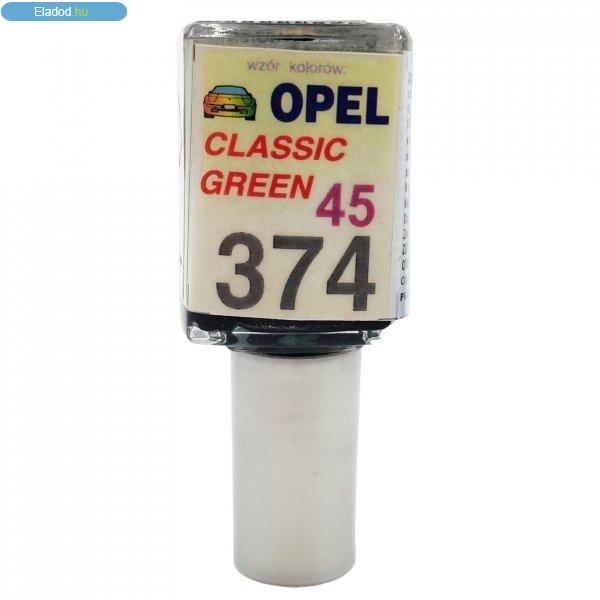 Eladod.hu
wzór kolorów:
OPEL
CLASSIC
GREEN 45
374